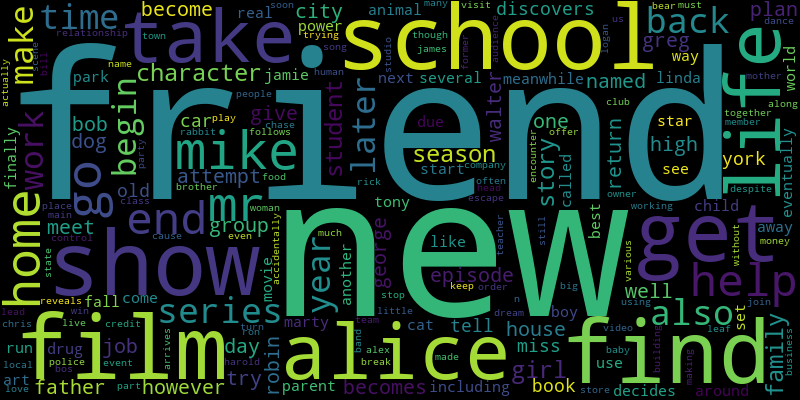 friend
new
school
take
show
film
alice
find
get
life
mike
mr
end
go
home
help
also
back
time
make
work
begin
series
year
season
character
later
story
high
family
city
become
real
animal
discovers
plan
many
soon
visit
bear
must
relationship
power
trying
though
james
song
greg
way
us
dance
world
town
name
human
studio
former
audience
logan
jamie
next
several
meanwhile
named
linda
mother
actually
scene
bill
park
people
give
student
due
walter
one
club
together
member
along
star
york
see
despite
eventually
bob
dog
car
play
rabbit
follows
chase
offer
called
return
owner
working
finally
party
attempt
food
start
company
encounter
old
brother
rick
often
head
escape
tony
place
main
class
meet
group
woman
child
away
without
money
best
control
cause
even
accidentally
movie
another
much
george
like
episode
teacher
still
various
well
state
reveals
fall
come
marty
stop
keep
order
n
dream
big
boy
using
join
set
lead
win
live
credit
turn
little
team
cat
tell
house
video
leaf
chris
run
drug
job
day
harold
band
alex
break
made
miss
baby
building
making
business
local
police
event
arrives
robin
girl
use
art
bos
try
love
father
part
however
parent
becomes
including
book
store
decides
around